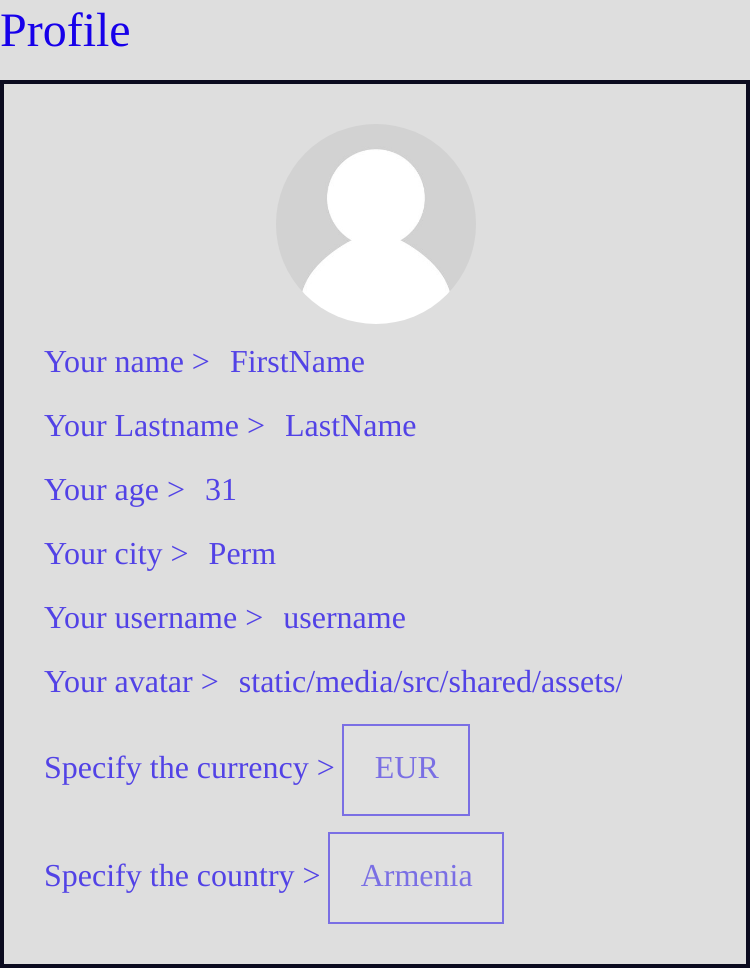 Profile
Your name > FirstName
Your Lastname > LastName
Your age > 31
Your city > Perm
Your username > username
Your avatar > static/media/src/shared/assets/
Specify the currency > EUR
Specify the country > Armenia